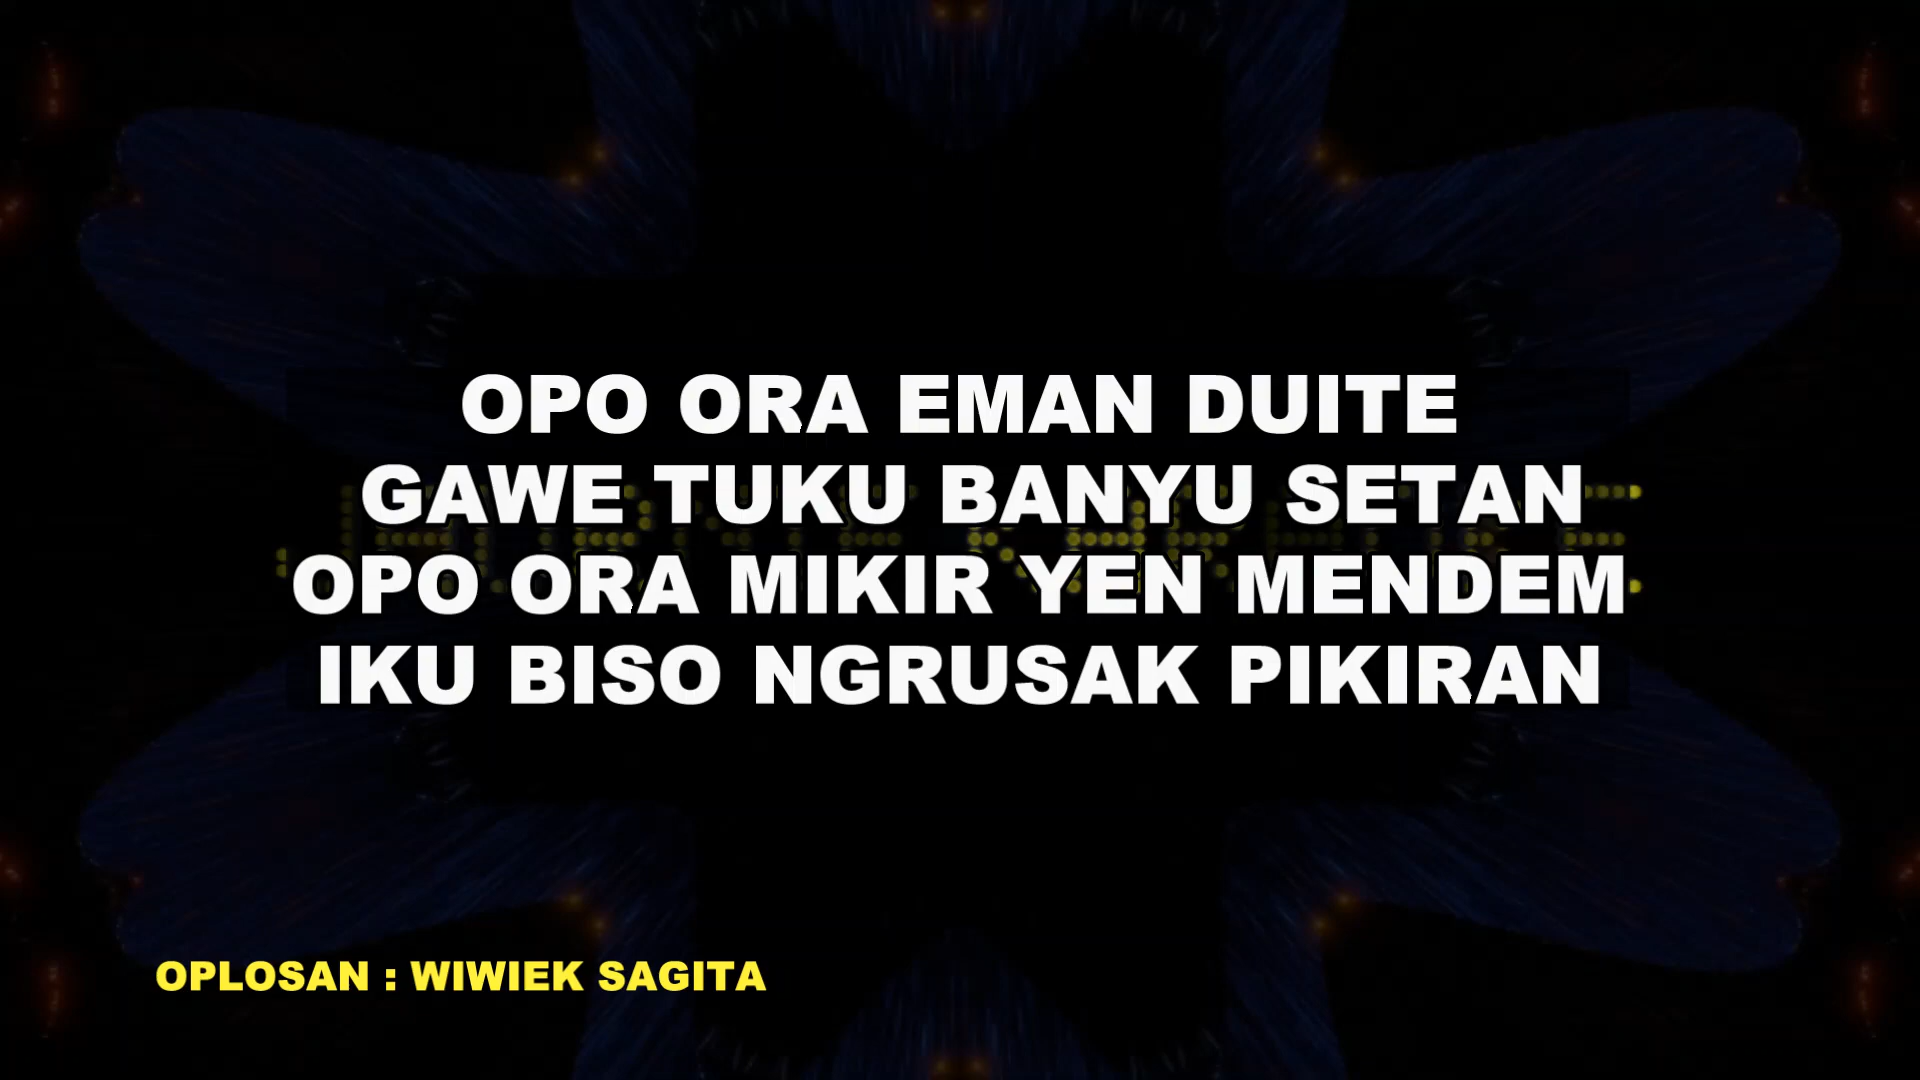 OPO ORA EMAN DUITE
GAWE TUKU BANYU SETAN
OPO ORA MIKIR YEN MENDEM
IKU BISO NGRUSAK PIKIRAN
OPLOSAN : WIWIEK SAGITA